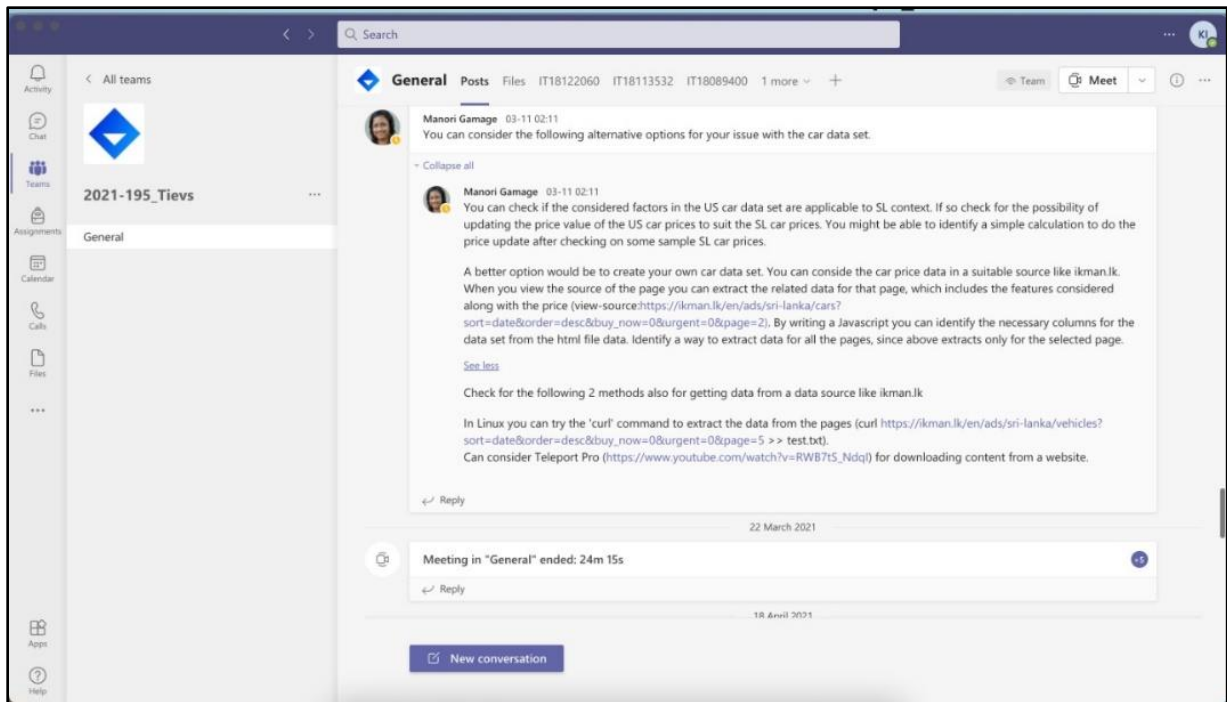 Search
KI
Activity
Chat
Teams
Assignments
Calendar
Calls
Files
Apps
Help
All teams
2021-195_Tievs
General
General Posts Files IT18122060 IT18113532 IT18089400 1 more
Team
Meet
Manori Gamage 03-11 02:11
You can consider the following alternative options for your issue with the car data set.
Collapse all
Manori Gamage 03-11 02:11
You can check if the considered factors in the US car data set are applicable to SL context. If so check for the possibility of
updating the price value of the US car prices to suit the SL car prices. You might be able to identify a simple calculation to do the
price update after checking on some sample SL car prices.
A better option would be to create your own car data set. You can conside the car price data in a suitable source like ikman.lk.
When you view the source of the page you can extract the related data for that page, which includes the features considered
along with the price (view-source:https://ikman.lk/en/ads/sri-lanka/cars?
sort=date&order=desc&buy_now=0&urgent=0&page=2). By writing a Javascript you can identify the necessary columns for the
data set from the html file data. Identify a way to extract data for all the pages, since above extracts only for the selected page.
See less
Check for the following 2 methods also for getting data from a data source like ikman.lk
In Linux you can try the 'curl' command to extract the data from the pages (curl https://ikman.lk/en/ads/sri-lanka/vehicles?
sort=date&order=desc&buy_now=0&urgent=0&page=5 >> test.txt).
Can consider Teleport Pro (https://www.youtube.com/watch?v=RWB7tS_NdqI) for downloading content from a website.
Reply
22 March 2021
Meeting in "General" ended: 24m 15s
+5
Reply
18 April 2021
New conversation